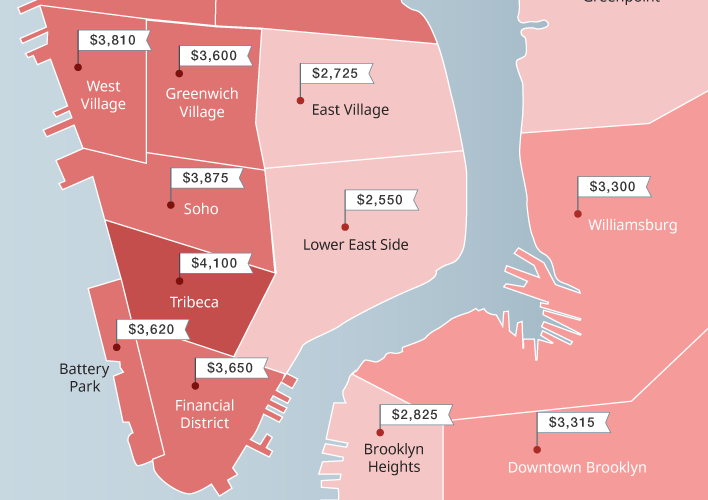 Greenpoint
$3,810
West
Village
$3,600
Greenwich
Village
$2,725
East Village
$3,875
Soho
$2,550
Lower East Side
$3,300
Williamsburg
$4,100
Tribeca
$3,620
Battery
Park
$3,650
Financial
District
$2,825
Brooklyn
Heights
$3,315
Downtown Brooklyn